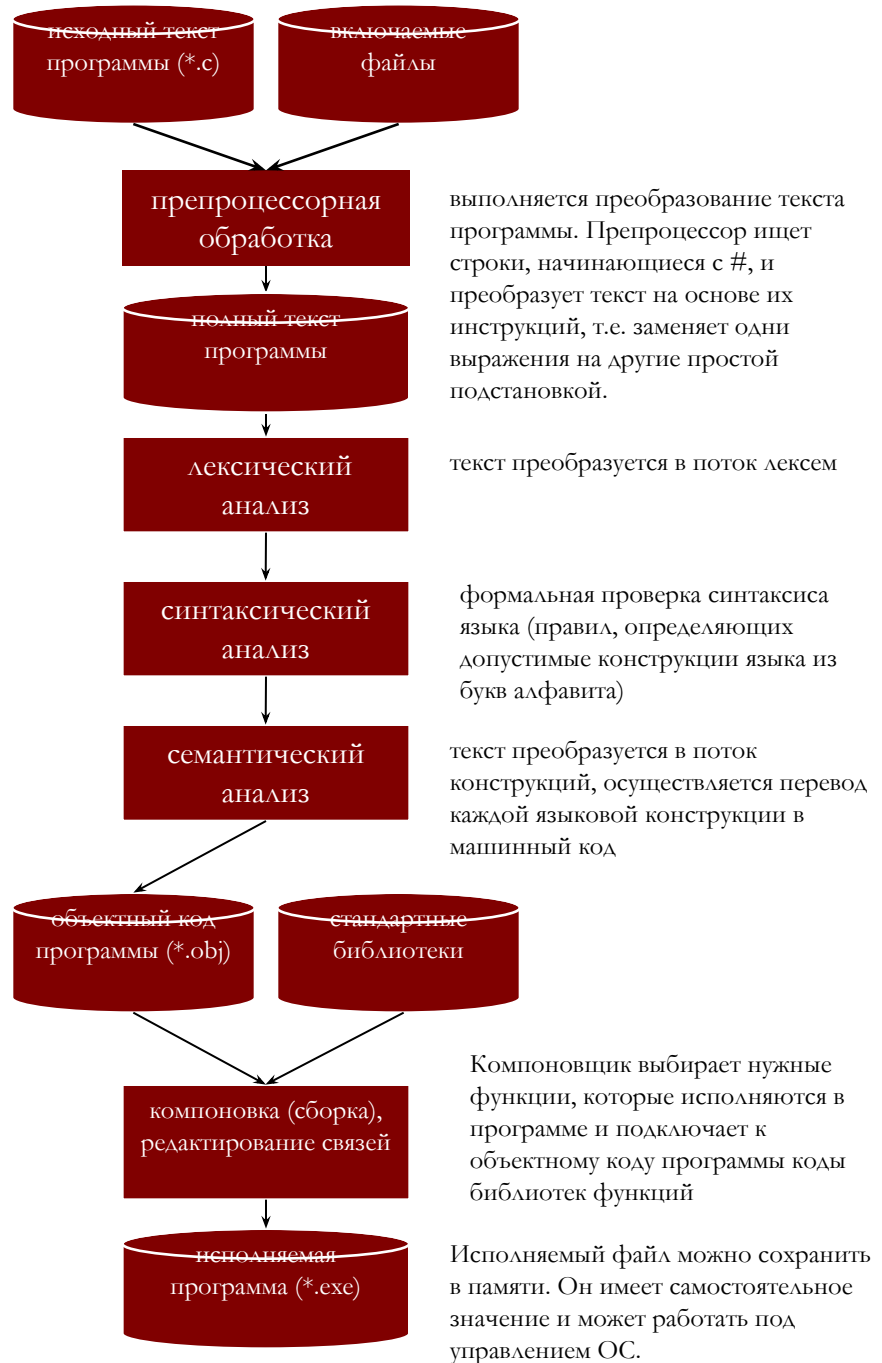 исходный текст
программы (*.c)
включаемые
файлы
препроцессорная
обработка
выполняется преобразование текста
программы. Препроцессор ищет
строки, начинающиеся с #, и
преобразует текст на основе их
инструкций, т.е. заменяет одни
выражения на другие простой
подстановкой.
полный текст
программы
лексический
анализ
текст преобразуется в поток лексем
синтаксический
анализ
формальная проверка синтаксиса
языка (правил, определяющих
допустимые конструкции языка из
букв алфавита)
семантический
анализ
текст преобразуется в поток
конструкций, осуществляется перевод
каждой языковой конструкции в
машинный код
объектный код
программы (*.obj)
стандартные
библиотеки
компоновка (сборка),
редактирование связей
Компоновщик выбирает нужные
функции, которые исполняются в
программе и подключает к
объектному коду программы коды
библиотек функций
исполняемая
программа (*.exe)
Исполняемый файл можно сохранить
в памяти. Он имеет самостоятельное
значение и может работать под
управлением ОС.